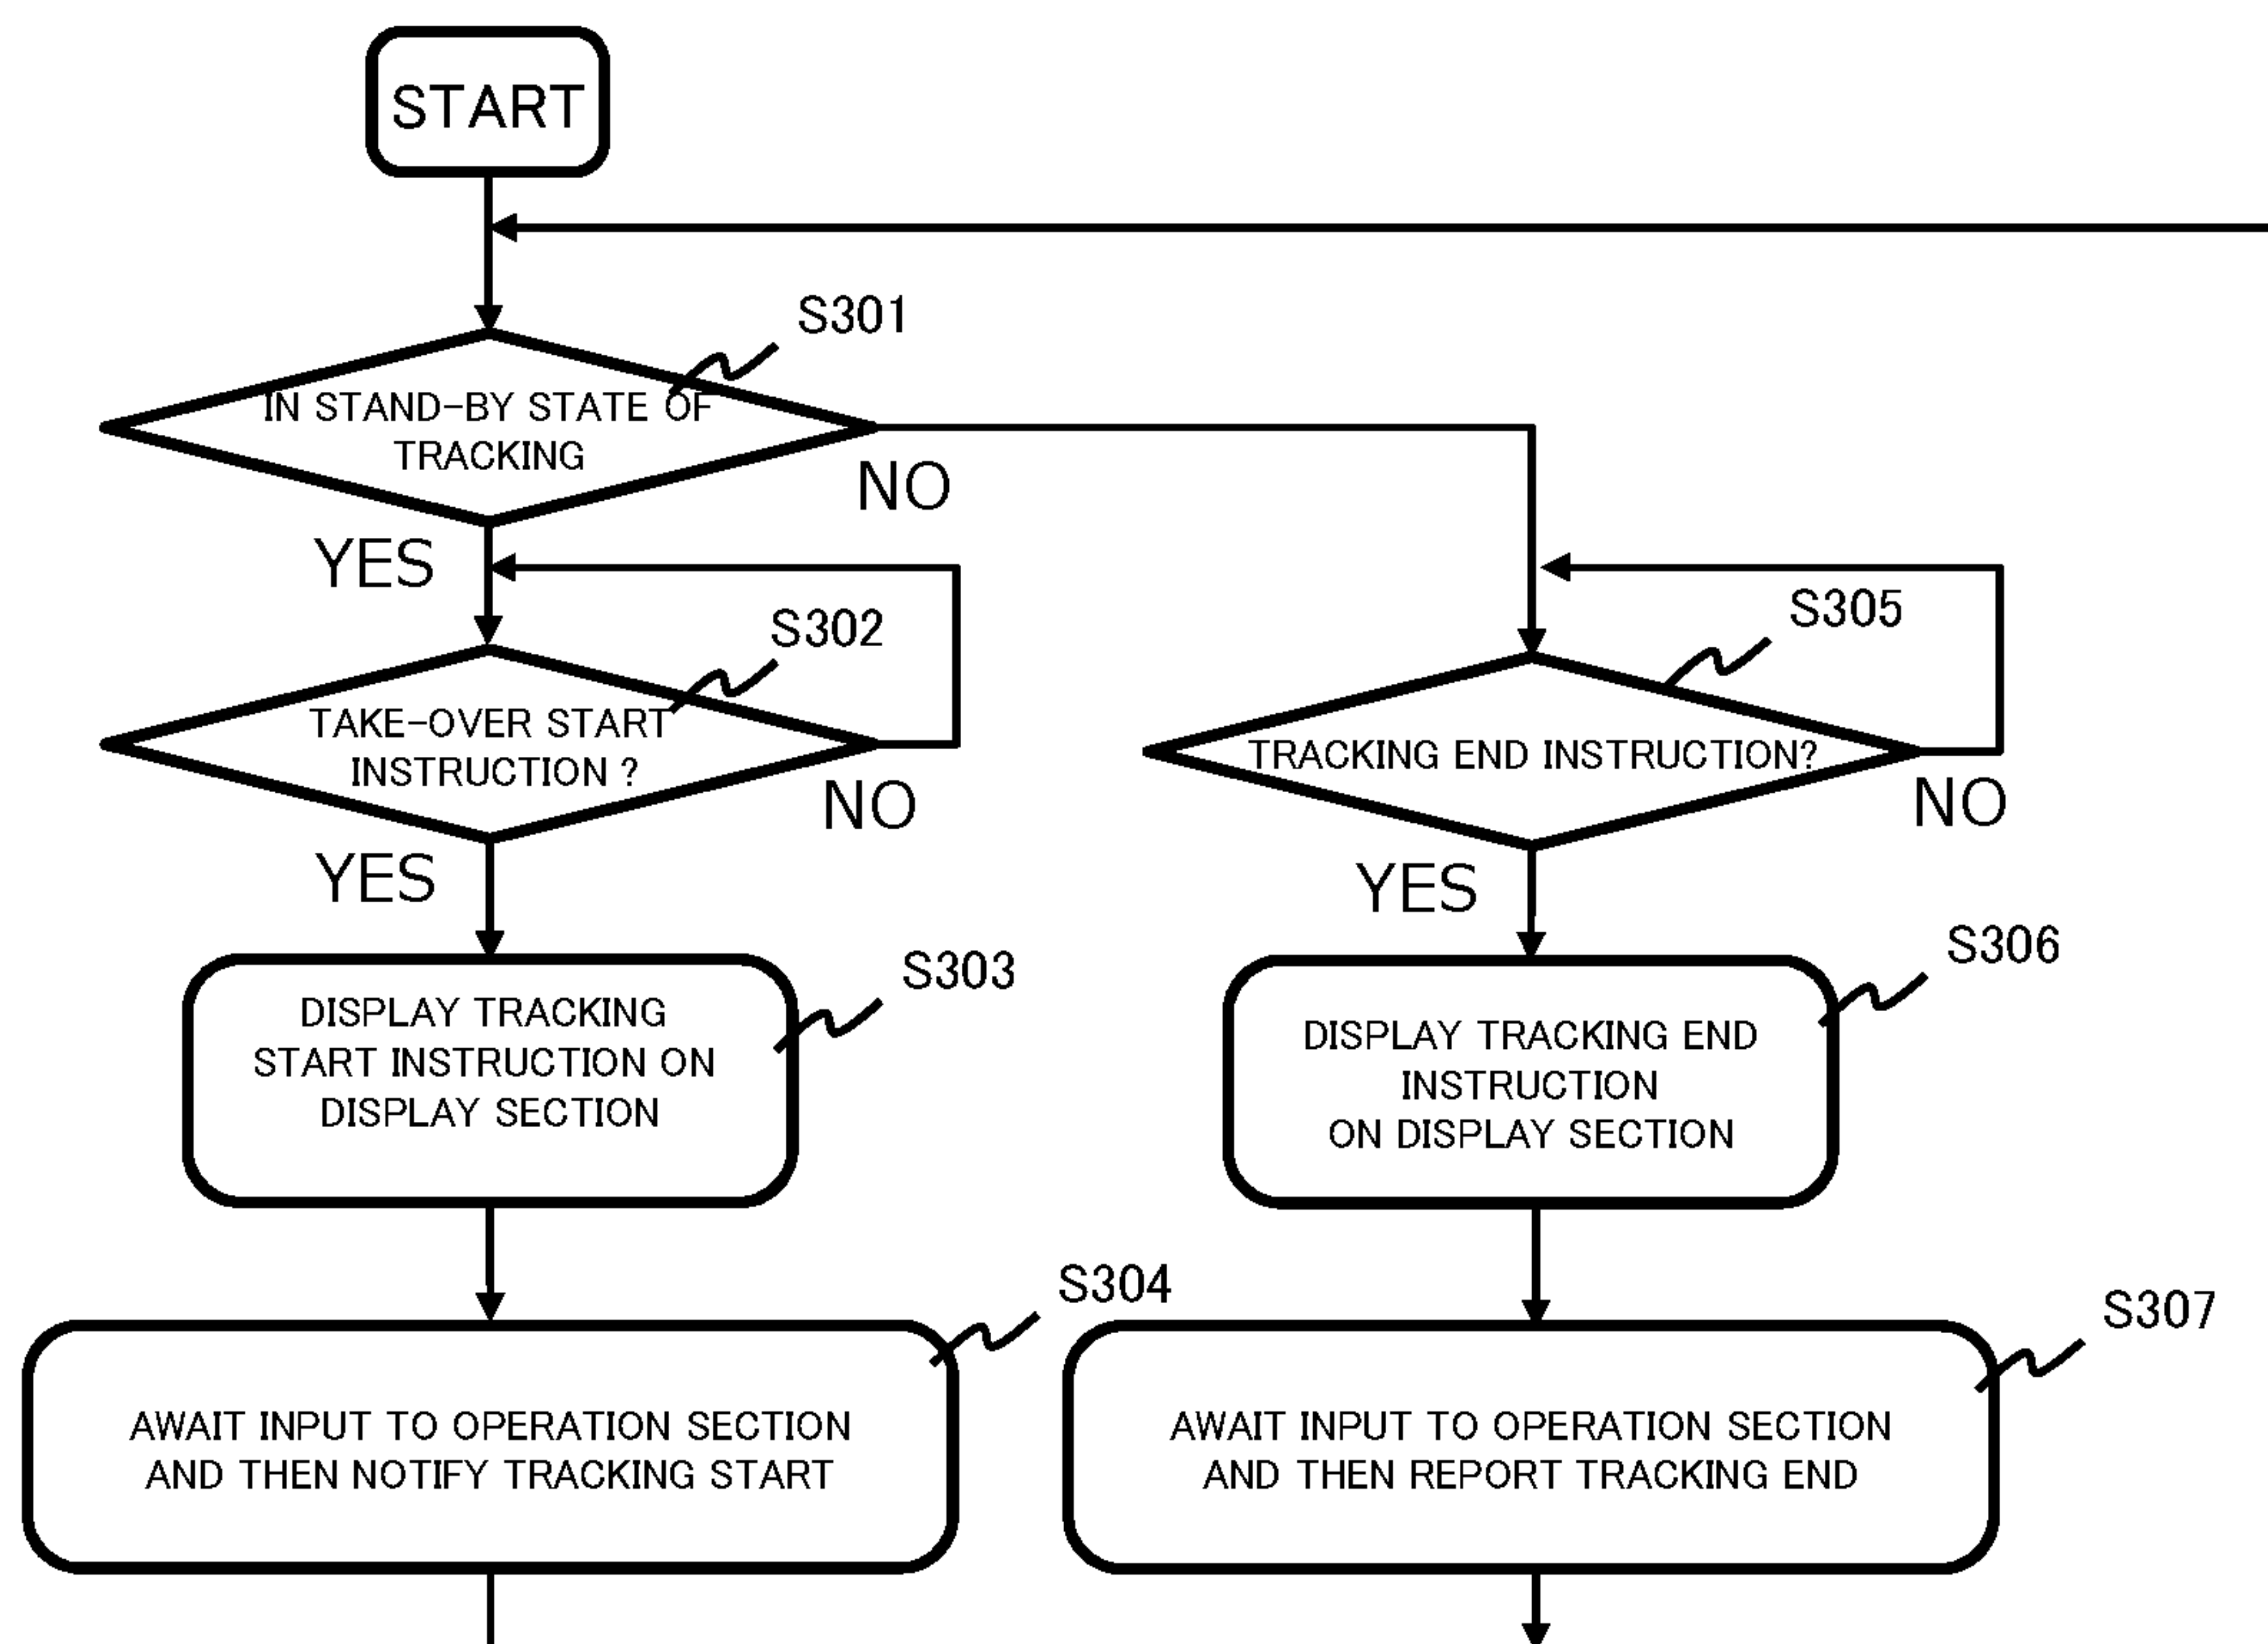 START
S301
IN STAND-BY STATE OF
TRACKING
NO
YES
S302
TAKE-OVER START
INSTRUCTION ?
NO
YES
S303
DISPLAY TRACKING
START INSTRUCTION ON
DISPLAY SECTION
S304
AWAIT INPUT TO OPERATION SECTION
AND THEN NOTIFY TRACKING START
S305
TRACKING END INSTRUCTION?
NO
YES
S306
DISPLAY TRACKING END
INSTRUCTION
ON DISPLAY SECTION
S307
AWAIT INPUT TO OPERATION SECTION
AND THEN REPORT TRACKING END